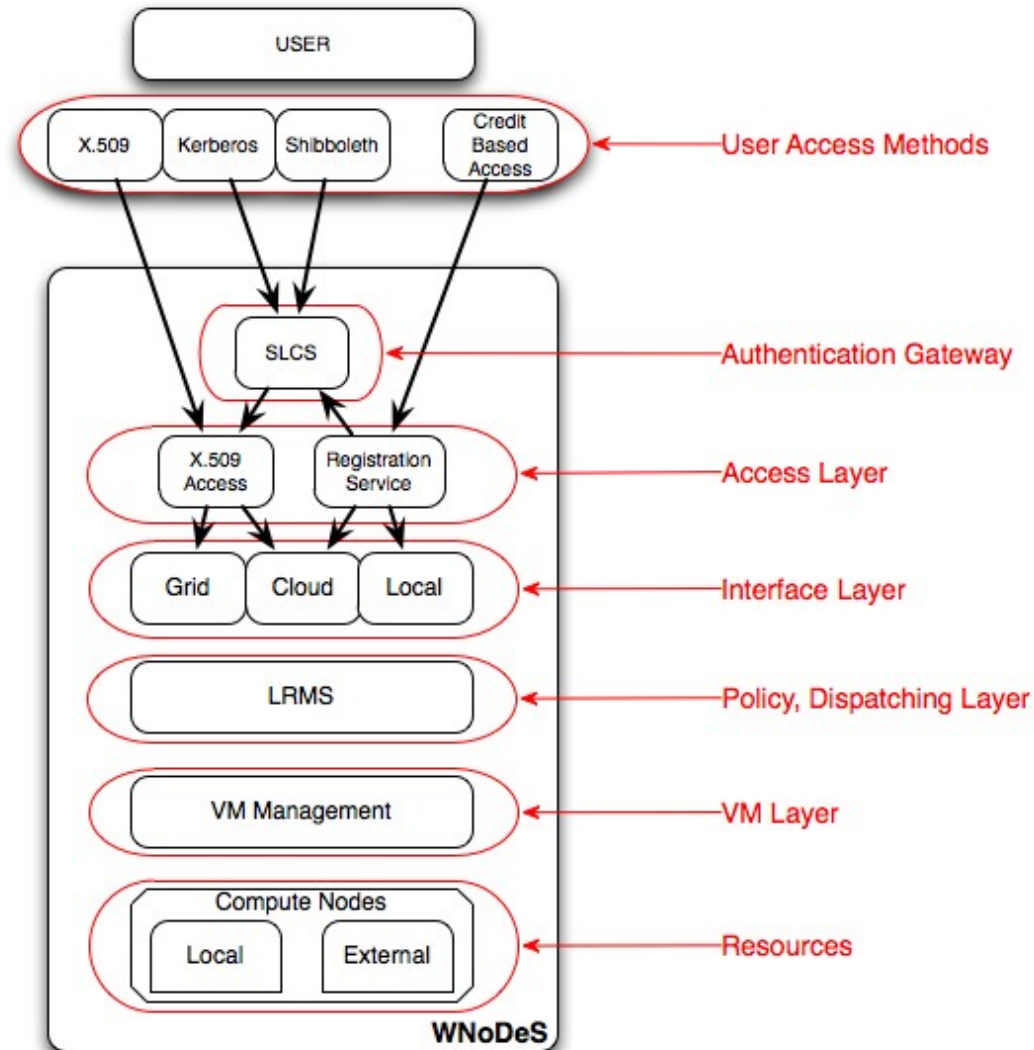 USER
X.509
Kerberos
Shibboleth
Credit
Based
Access
User Access Methods
SLCS
Authentication Gateway
X.509
Access
Registration
Service
Access Layer
Grid
Cloud
Local
Interface Layer
LRMS
Policy, Dispatching Layer
VM Management
VM Layer
Compute Nodes
Local
External
Resources
WNoDeS